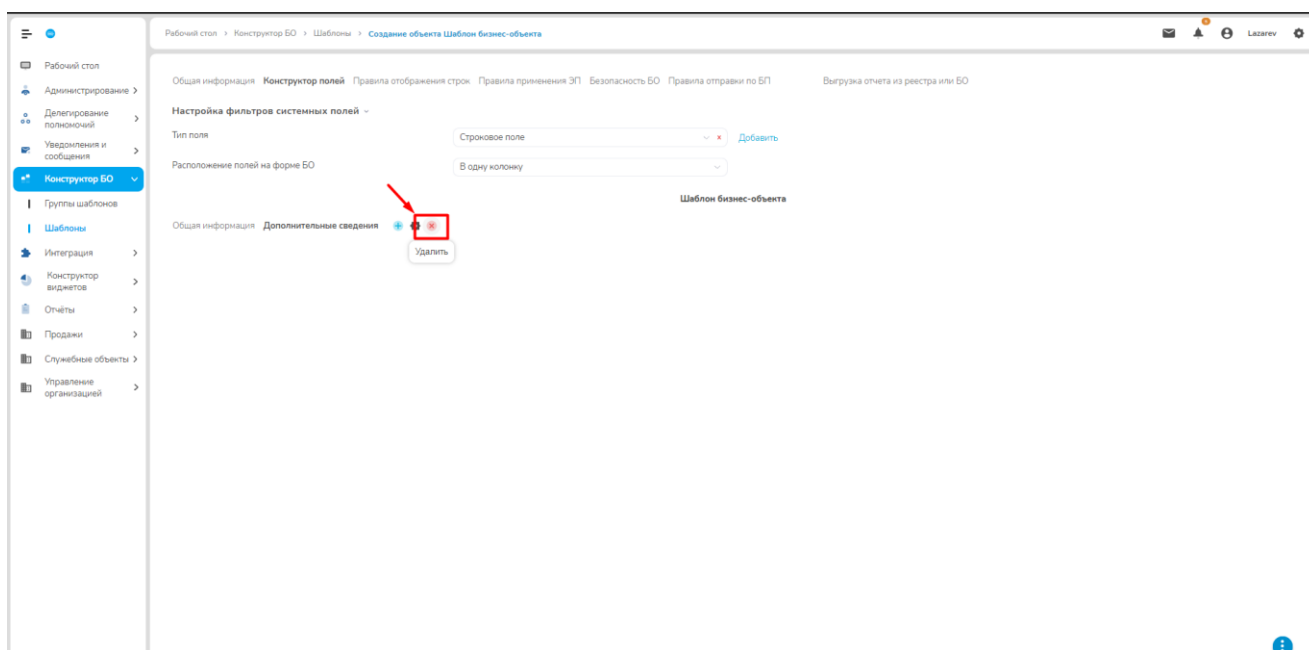 Рабочий стол > Конструктор БО > Шаблоны > Создание объекта Шаблон бизнес-объекта
Lazarev
Рабочий стол
Администрирование
Делегирование
полномочий
Уведомления и
сообщения
Конструктор БО
Группы шаблонов
Шаблоны
Интеграция
Конструктор
виджетов
Отчёты
Продажи
Служебные объекты
Управление
организацией
Общая информация Конструктор полей Правила отображения строк Правила применения ЭП Безопасность БО Правила отправки по БП Выгрузка отчета из реестра или БО
Настройка фильтров системных полей
Тип поля Строковое поле Добавить
Расположение полей на форме БО В одну колонку
Шаблон бизнес-объекта
Общая информация Дополнительные сведения
Удалить